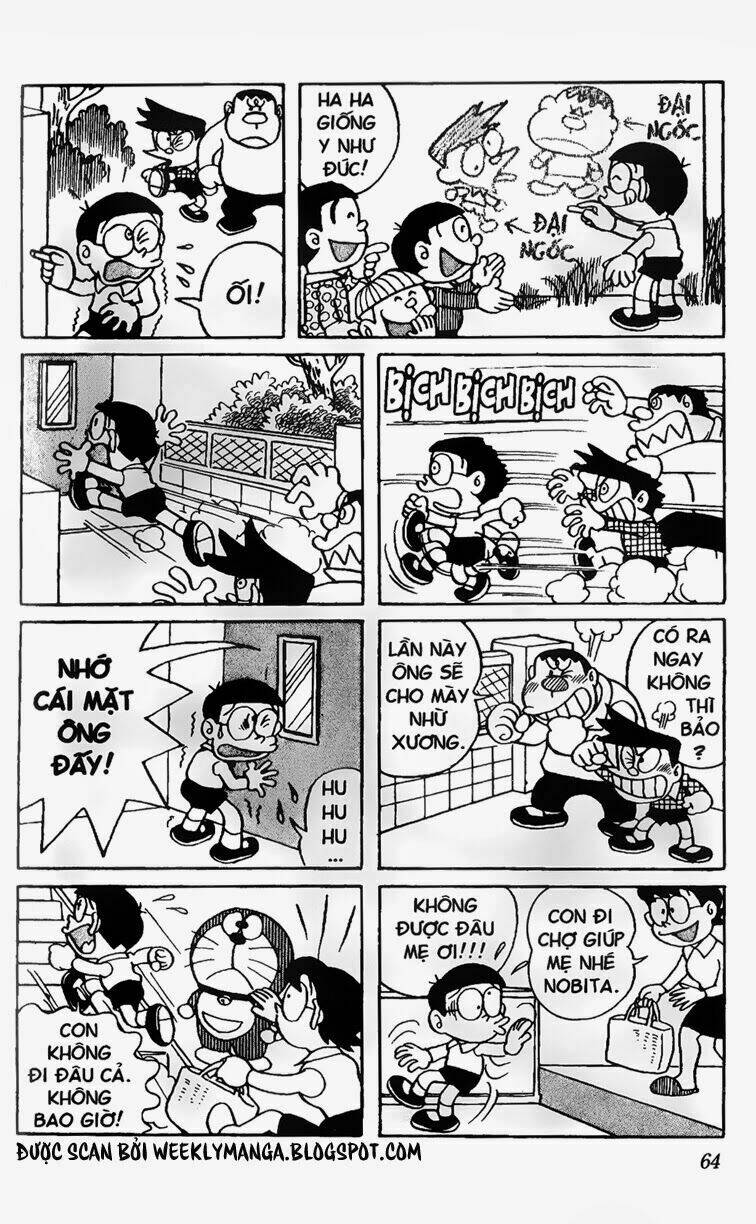 HA HA
GIỐNG
Y NHƯ
ĐÚC!
ĐẠI
NGỐC
ĐẠI
NGỐC
ỐI!
BỊCH BỊCH BỊCH
CÓ RA
NGAY
KHÔNG
THÌ
BẢO
?
LẦN NÀY
ÔNG SẼ
CHO MÀY
NHỪ
XƯƠNG.
NHỚ
CÁI MẶT
ÔNG
ĐẤY!
HU
HU
HU
...
CON ĐI
CHỢ GIÚP
MẸ NHÉ
NOBITA.
KHÔNG
ĐƯỢC ĐÂU
MẸ ƠI!!!
CON
KHÔNG
ĐI ĐÂU CẢ.
KHÔNG
BAO GIỜ!
ĐƯỢC SCAN BỞI WEEKLYMANGA.BLOGSPOT.COM
64